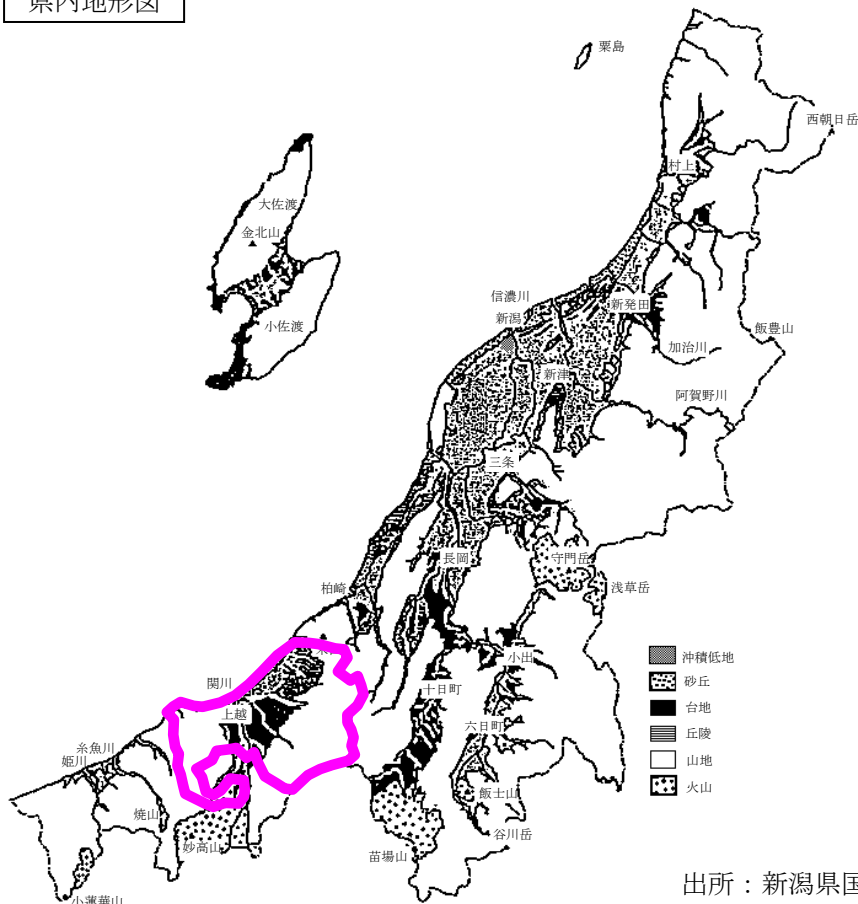 県内地形図
粟島
西朝日岳
村上
大佐渡
金北山
小佐渡
信濃川
新潟
新発田
飯豊山
加治川
新津
阿賀野川
三条
長岡
守門岳
浅草岳
柏崎
小出
関川
上越
十日町
六日町
糸魚川
姫川
焼山
妙高山
飯士山
谷川岳
苗場山
小蓮華山
沖積低地
砂丘
台地
丘陵
山地
火山
出所:新潟県国